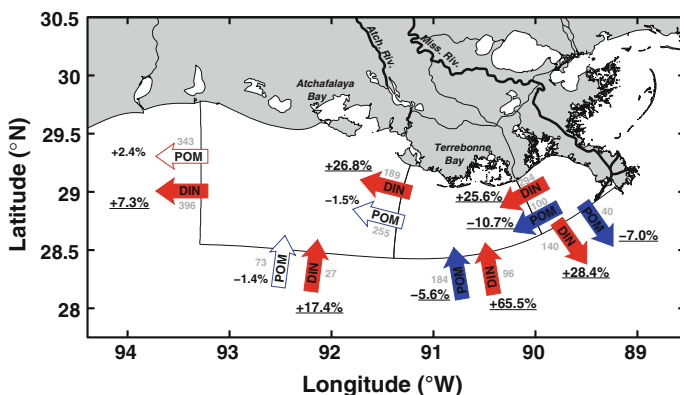 30.5
30
29.5
29
28.5
28
Latitude (°N)
94
93
92
91
90
89
Longitude (°W)
Atch. Riv.
Miss. Riv.
Atchafalaya
Bay
Terrebonne
Bay
343
+2.4%
POM
DIN
+7.3%
396
+26.8%
189
DIN
−1.5%
POM
255
294
+25.6%
DIN
100
−10.7%
POM
POM
40
−7.0%
DIN
140
+28.4%
73
POM
−1.4%
DIN
27
+17.4%
184
POM
−5.6%
DIN
96
+65.5%